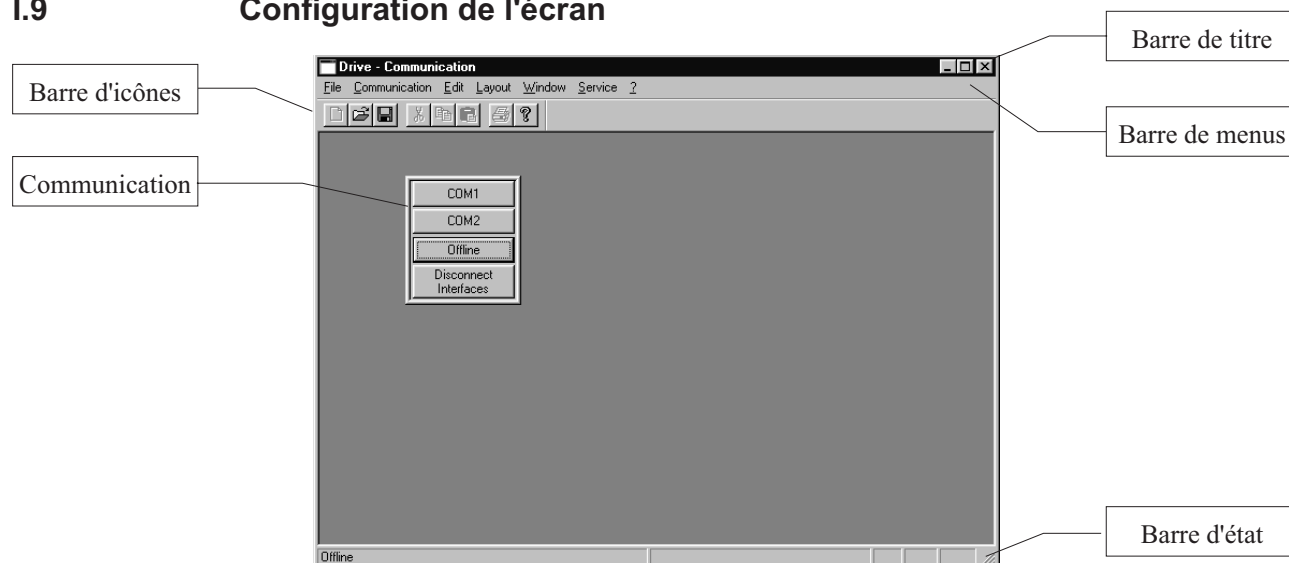 I.9 Configuration de l'écran
Barre de titre
Drive - Communication
Barre d'icônes
File Communication Edit Layout Window Service ?
Barre de menus
Communication
COM1
COM2
Offline
Disconnect
Interfaces
Barre d'état
Offline